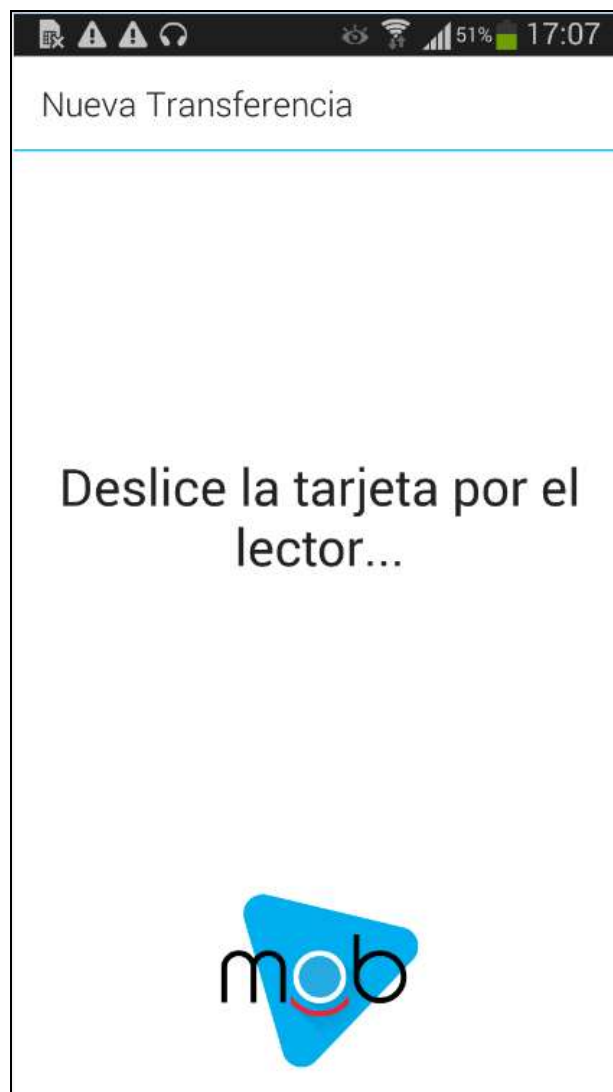 51% 17:07
Nueva Transferencia
Deslice la tarjeta por el
lector...
mob